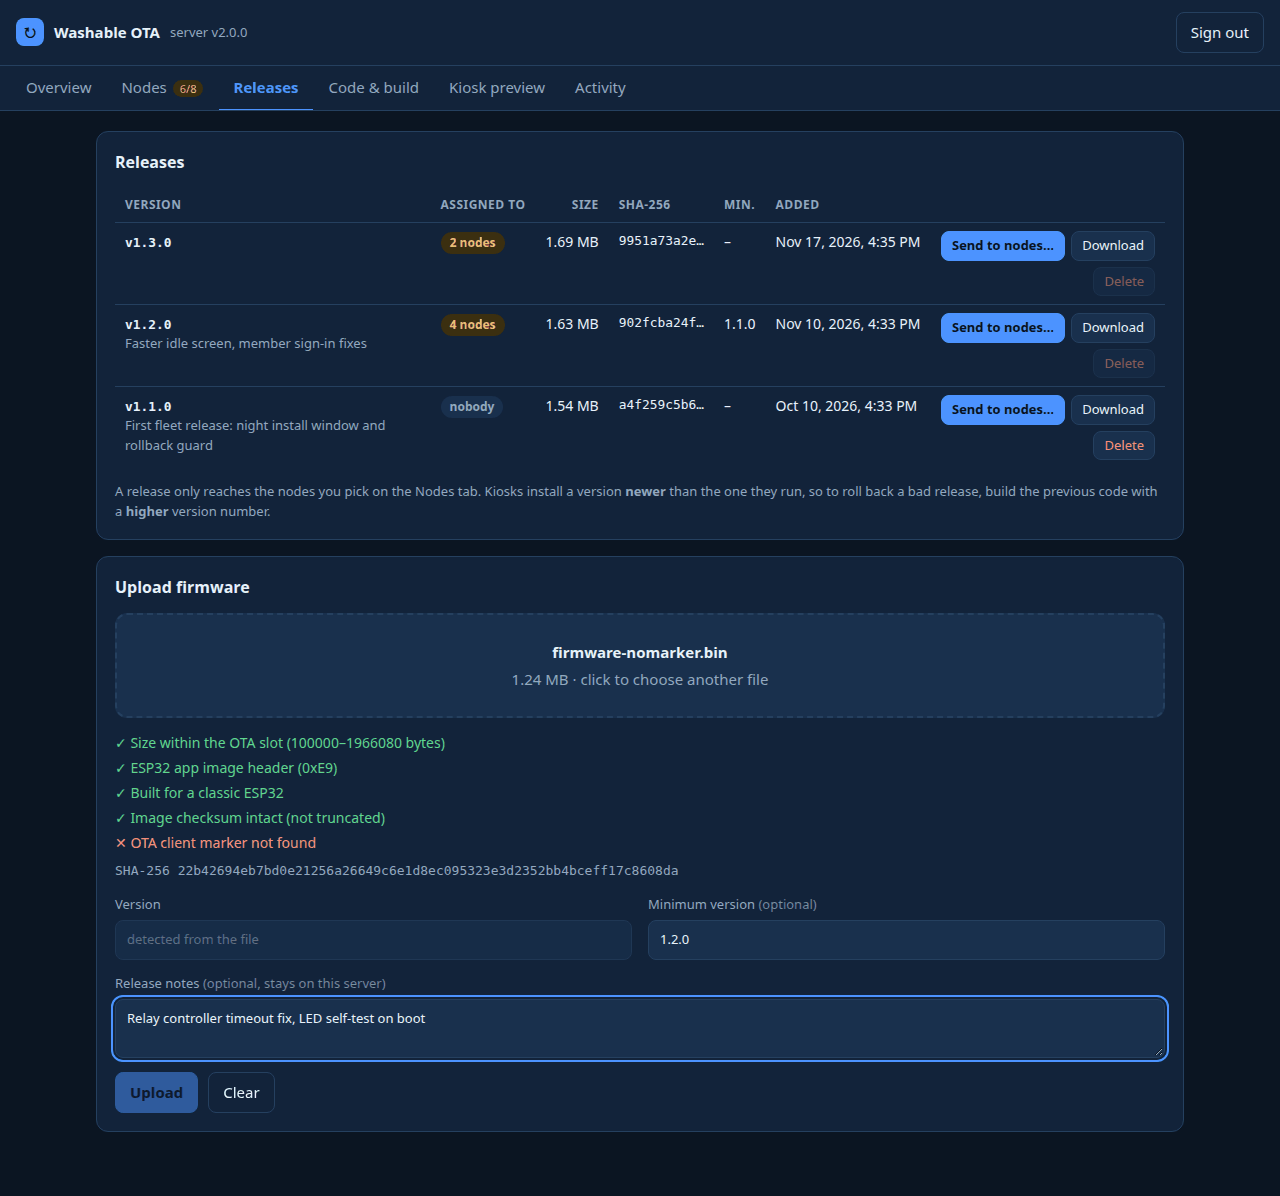 Washable OTA server v2.0.0
Sign out
Overview
Nodes 6/8
Releases
Code & build
Kiosk preview
Activity
Releases
VERSION ASSIGNED TO SIZE SHA-256 MIN. ADDED
v1.3.0 2 nodes 1.69 MB 9951a73a2e… – Nov 17, 2026, 4:35 PM Send to nodes… Download
Delete
v1.2.0 4 nodes 1.63 MB 902fcba24f… 1.1.0 Nov 10, 2026, 4:33 PM Send to nodes… Download
Faster idle screen, member sign-in fixes
Delete
v1.1.0 nobody 1.54 MB a4f259c5b6… – Oct 10, 2026, 4:33 PM Send to nodes… Download
First fleet release: night install window and
rollback guard
Delete
A release only reaches the nodes you pick on the Nodes tab. Kiosks install a version newer than the one they run, so to roll back a bad release, build the previous code with
a higher version number.
Upload firmware
firmware-nomarker.bin
1.24 MB · click to choose another file
✓ Size within the OTA slot (100000–1966080 bytes)
✓ ESP32 app image header (0xE9)
✓ Built for a classic ESP32
✓ Image checksum intact (not truncated)
✕ OTA client marker not found
SHA-256 22b42694eb7bd0e21256a26649c6e1d8ec095323e3d2352bb4bceff17c8608da
Version
detected from the file
Minimum version (optional)
1.2.0
Release notes (optional, stays on this server)
Relay controller timeout fix, LED self-test on boot
Upload
Clear